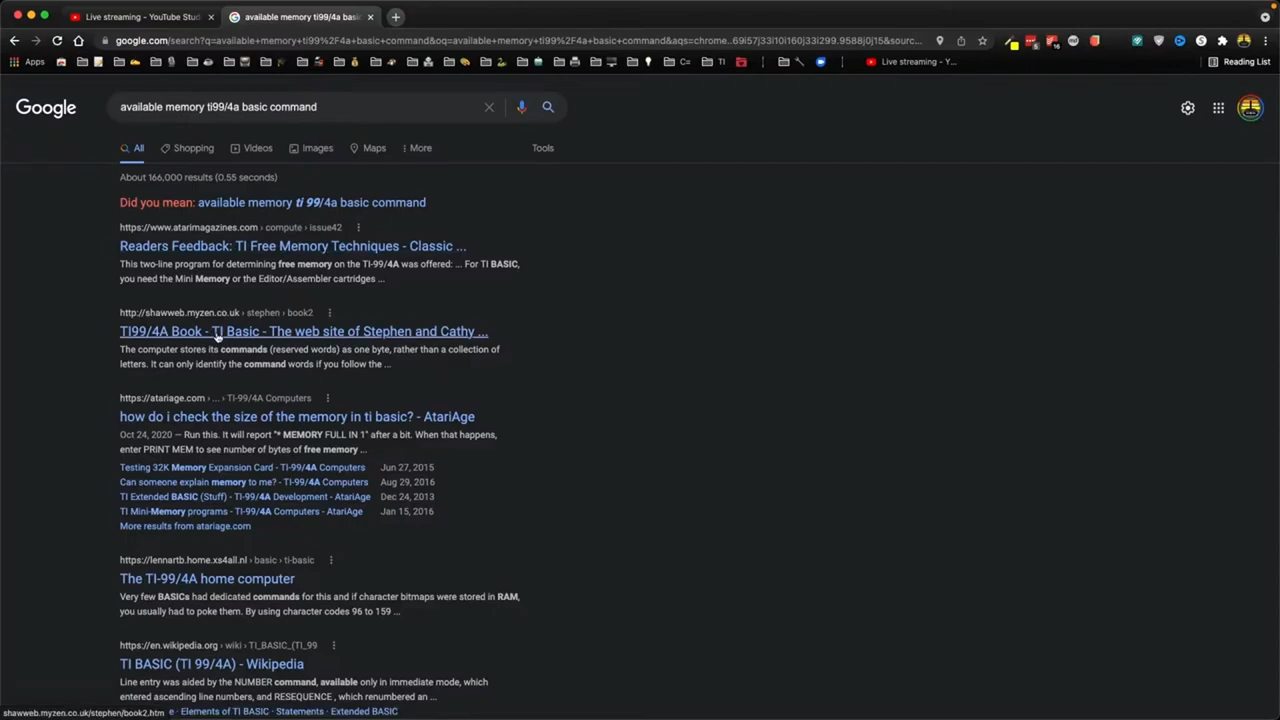 Live streaming - YouTube Stud
available memory ti99/4a basic
google.com/search?q=available+memory+ti99%2F4a+basic+command&oq=available+memory+ti99%2F4a+basic+command&aqs=chrome..69i57j33i10i160j33i299.9588j0j15&sourc...
Apps
C=
TI
Live streaming - Y...
Reading List
Google
available memory ti99/4a basic command
All
Shopping
Videos
Images
Maps
More
Tools
About 166,000 results (0.55 seconds)
Did you mean: available memory ti 99/4a basic command
https://www.atarimagazines.com › compute › issue42
Readers Feedback: TI Free Memory Techniques - Classic ...
This two-line program for determining free memory on the TI-99/4A was offered: ... For TI BASIC,
you need the Mini Memory or the Editor/Assembler cartridges ...
http://shawweb.myzen.co.uk › stephen › book2
TI99/4A Book - TI Basic - The web site of Stephen and Cathy ...
The computer stores its commands (reserved words) as one byte, rather than a collection of
letters. It can only identify the command words if you follow the ...
https://atariage.com › ... › TI-99/4A Computers
how do i check the size of the memory in ti basic? - AtariAge
Oct 24, 2020 — Run this. It will report "* MEMORY FULL IN 1" after a bit. When that happens,
enter PRINT MEM to see number of bytes of free memory ...
Testing 32K Memory Expansion Card - TI-99/4A Computers Jun 27, 2015
Can someone explain memory to me? - TI-99/4A Computers Aug 29, 2016
TI Extended BASIC (Stuff) - TI-99/4A Development - AtariAge Dec 24, 2013
TI Mini-Memory programs - TI-99/4A Computers - AtariAge Jan 15, 2016
More results from atariage.com
https://lennartb.home.xs4all.nl › basic › ti-basic
The TI-99/4A home computer
Very few BASICs had dedicated commands for this and if character bitmaps were stored in RAM,
you usually had to poke them. By using character codes 96 to 159 ...
https://en.wikipedia.org › wiki › TI_BASIC_(TI_99
TI BASIC (TI 99/4A) - Wikipedia
Line entry was aided by the NUMBER command, available only in immediate mode, which
entered ascending line numbers, and RESEQUENCE , which renumbered an ...
e · Elements of TI BASIC · Statements · Extended BASIC
shawweb.myzen.co.uk/stephen/book2.htm